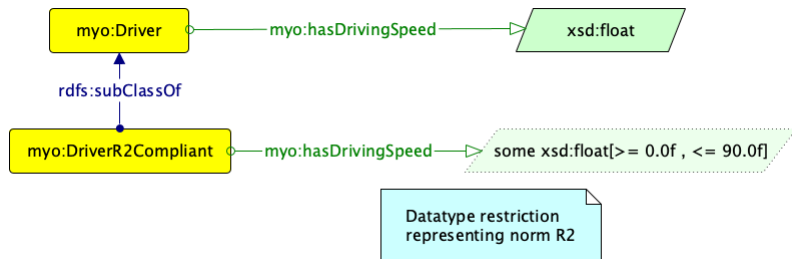 myo:Driver
myo:hasDrivingSpeed
xsd:float
rdfs:subClassOf
myo:DriverR2Compliant
myo:hasDrivingSpeed
some xsd:float[>= 0.0f , <= 90.0f]
Datatype restriction
representing norm R2